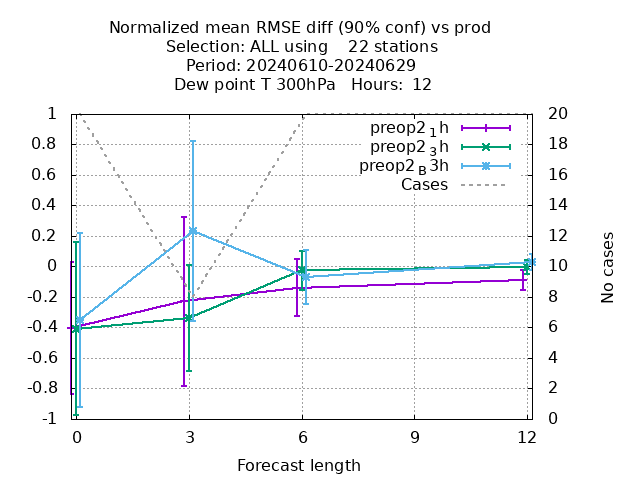 Normalized mean RMSE diff (90% conf) vs prod
Selection: ALL using 22 stations
Period: 20240610-20240629
Dew point T 300hPa Hours: 12
preop2 1h
preop2 3h
preop2 B3h
Cases
1
0.8
0.6
0.4
0.2
0
-0.2
-0.4
-0.6
-0.8
-1
20
18
16
14
12
10
8
6
4
2
0
No cases
0 3 6 9 12
Forecast length